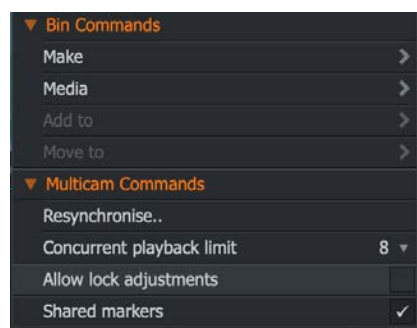 Bin Commands
Make
Media
Add to
Move to
Multicam Commands
Resynchronise..
Concurrent playback limit 8
Allow lock adjustments
Shared markers